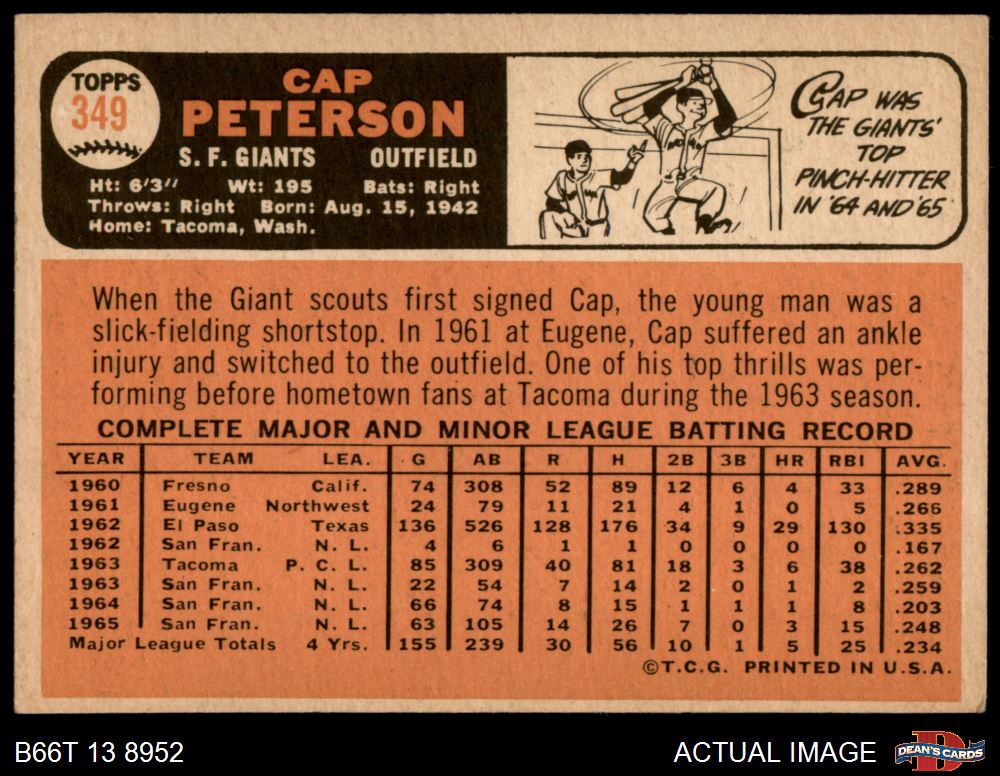 TOPPS
349
CAP
PETERSON
S. F. GIANTS OUTFIELD
Ht: 6'3" Wt: 195 Bats: Right
Throws: Right Born: Aug. 15, 1942
Home: Tacoma, Wash.
CAP WAS
THE GIANTS'
TOP
PINCH-HITTER
IN '64 AND '65
When the Giant scouts first signed Cap, the young man was a
slick-fielding shortstop. In 1961 at Eugene, Cap suffered an ankle
injury and switched to the outfield. One of his top thrills was per-
forming before hometown fans at Tacoma during the 1963 season.
COMPLETE MAJOR AND MINOR LEAGUE BATTING RECORD
YEAR TEAM LEA. G AB R H 2B 3B HR RBI AVG.
1960 Fresno Calif. 74 308 52 89 12 6 4 33 .289
1961 Eugene Northwest 24 79 11 21 4 1 0 5 .266
1962 El Paso Texas 136 526 128 176 34 9 29 130 .335
1962 San Fran. N. L. 4 6 1 1 0 0 0 0 .167
1963 Tacoma P. C. L. 85 309 40 81 18 3 6 38 .262
1963 San Fran. N. L. 22 54 7 14 2 0 1 2 .259
1964 San Fran. N. L. 66 74 8 15 1 1 1 8 .203
1965 San Fran. N. L. 63 105 14 26 7 0 3 15 .248
Major League Totals 4 Yrs. 155 239 30 56 10 1 5 25 .234
©T.C.G. PRINTED IN U.S.A.
B66T 13 8952
ACTUAL IMAGE
DEAN'S CARDS